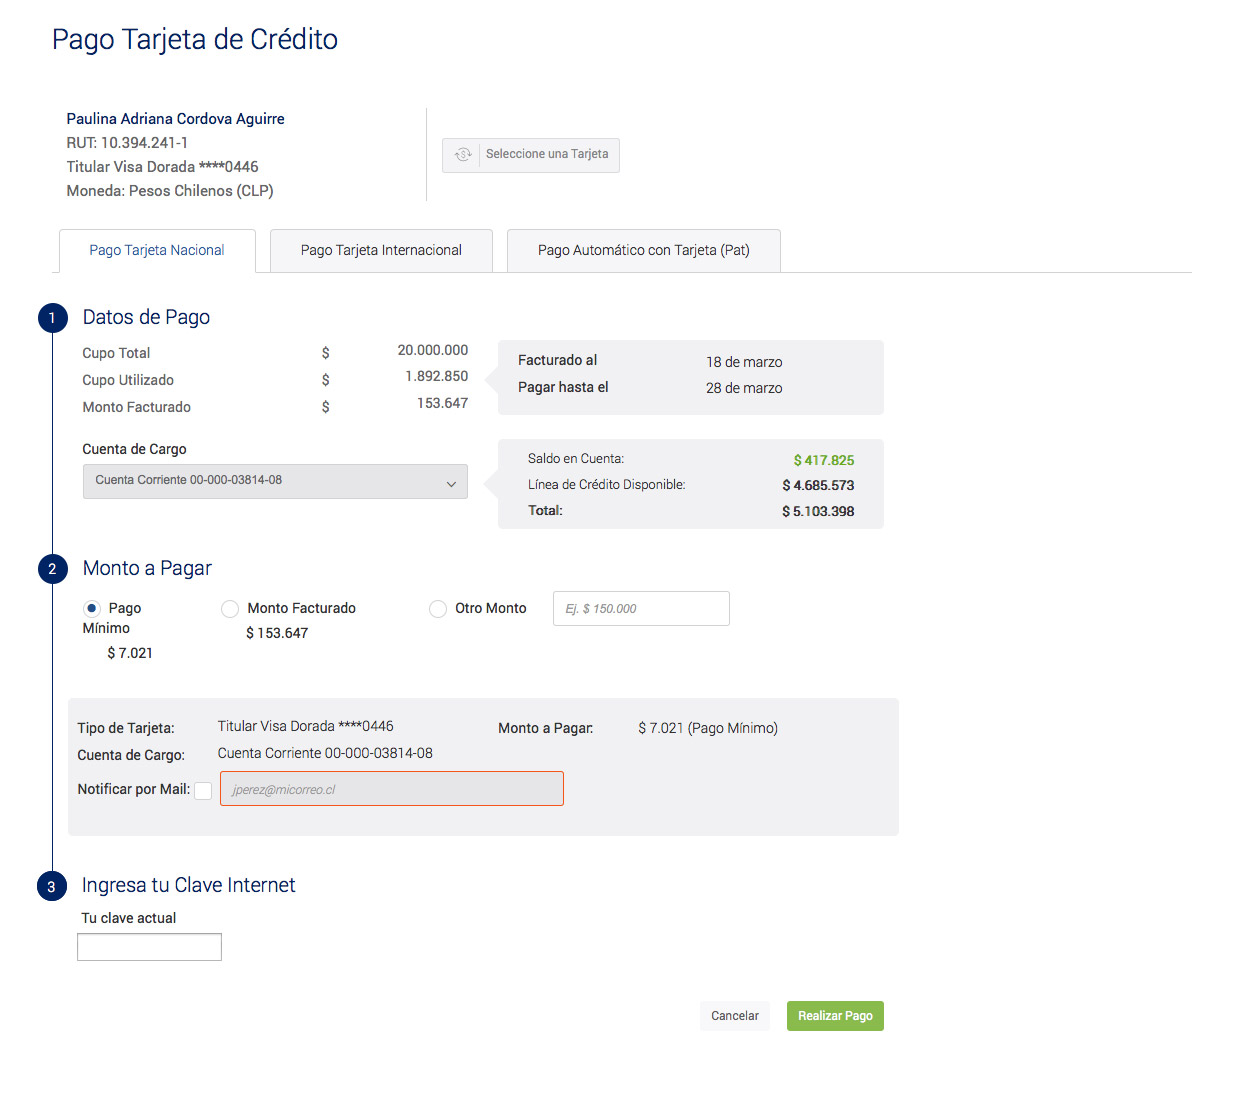 Pago Tarjeta de Crédito
Paulina Adriana Cordova Aguirre
RUT: 10.394.241-1
Titular Visa Dorada ****0446
Moneda: Pesos Chilenos (CLP)
Seleccione una Tarjeta
Pago Tarjeta Nacional
Pago Tarjeta Internacional
Pago Automático con Tarjeta (Pat)
1 Datos de Pago
Cupo Total $ 20.000.000
Cupo Utilizado $ 1.892.850
Monto Facturado $ 153.647
Facturado al 18 de marzo
Pagar hasta el 28 de marzo
Cuenta de Cargo
Cuenta Corriente 00-000-03814-08
Saldo en Cuenta: $ 417.825
Línea de Crédito Disponible: $ 4.685.573
Total: $ 5.103.398
2 Monto a Pagar
Pago
Mínimo
$ 7.021
Monto Facturado
$ 153.647
Otro Monto
Ej. $ 150.000
Tipo de Tarjeta: Titular Visa Dorada ****0446
Monto a Pagar: $ 7.021 (Pago Mínimo)
Cuenta de Cargo: Cuenta Corriente 00-000-03814-08
Notificar por Mail: jperez@micorreo.cl
3 Ingresa tu Clave Internet
Tu clave actual
Cancelar
Realizar Pago